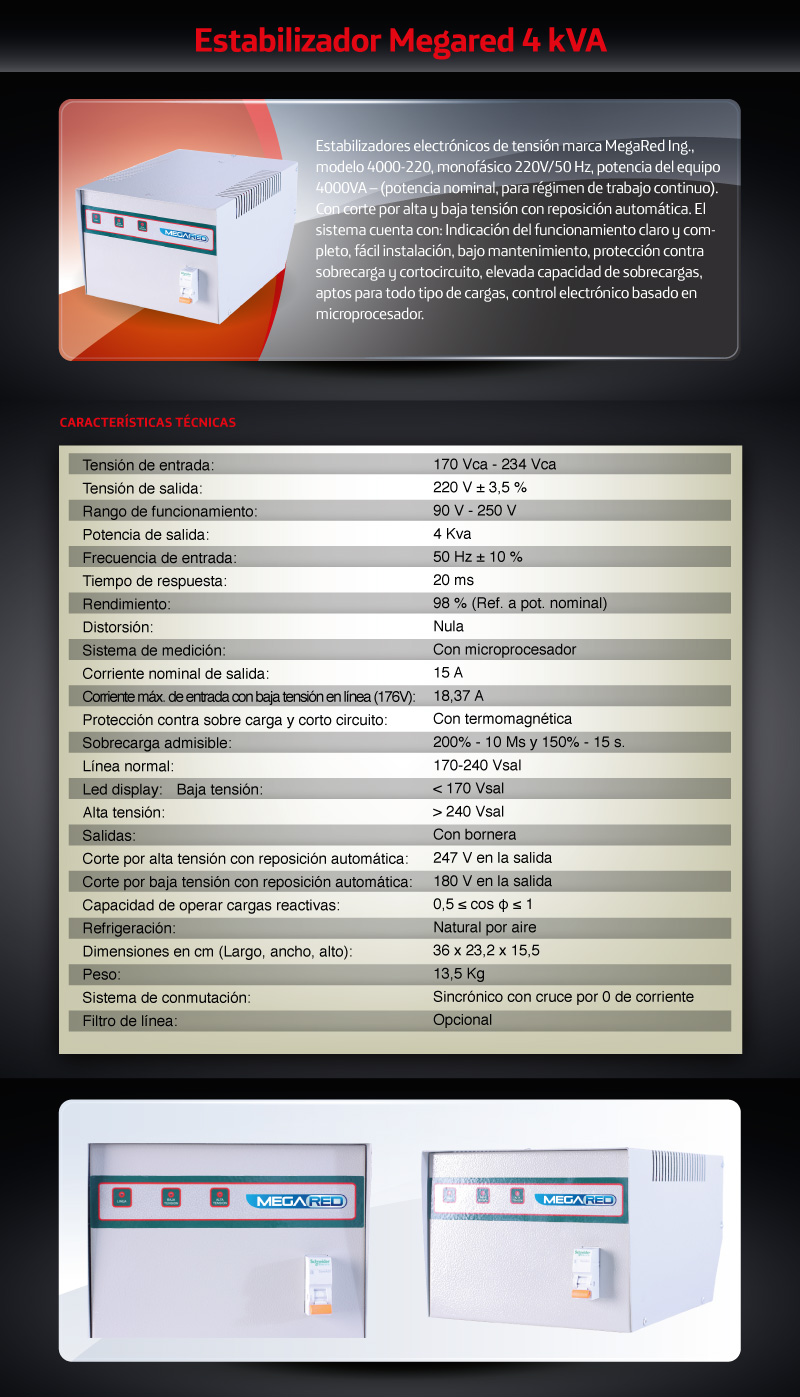 Estabilizador Megared 4 kVA
Estabilizadores electrónicos de tensión marca MegaRed Ing.,
modelo 4000-220, monofásico 220V/50 Hz, potencia del equipo
4000VA – (potencia nominal, para régimen de trabajo continuo).
Con corte por alta y baja tensión con reposición automática. El
sistema cuenta con: Indicación del funcionamiento claro y com-
pleto, fácil instalación, bajo mantenimiento, protección contra
sobrecarga y cortocircuito, elevada capacidad de sobrecargas,
aptos para todo tipo de cargas, control electrónico basado en
microprocesador.
MEGARED
CARACTERÍSTICAS TÉCNICAS
Tensión de entrada: 170 Vca - 234 Vca
Tensión de salida: 220 V ± 3,5 %
Rango de funcionamiento: 90 V - 250 V
Potencia de salida: 4 Kva
Frecuencia de entrada: 50 Hz ± 10 %
Tiempo de respuesta: 20 ms
Rendimiento: 98 % (Ref. a pot. nominal)
Distorsión: Nula
Sistema de medición: Con microprocesador
Corriente nominal de salida: 15 A
Corriente máx. de entrada con baja tensión en línea (176V): 18,37 A
Protección contra sobre carga y corto circuito: Con termomagnética
Sobrecarga admisible: 200% - 10 Ms y 150% - 15 s.
Línea normal: 170-240 Vsal
Led display: Baja tensión: < 170 Vsal
Alta tensión: > 240 Vsal
Salidas: Con bornera
Corte por alta tensión con reposición automática: 247 V en la salida
Corte por baja tensión con reposición automática: 180 V en la salida
Capacidad de operar cargas reactivas: 0,5 ≤ cos φ ≤ 1
Refrigeración: Natural por aire
Dimensiones en cm (Largo, ancho, alto): 36 x 23,2 x 15,5
Peso: 13,5 Kg
Sistema de conmutación: Sincrónico con cruce por 0 de corriente
Filtro de línea: Opcional
LINEA
BAJA
TENSION
ALTA
TENSION
MEGARED
Schneider
MEGARED
Schneider